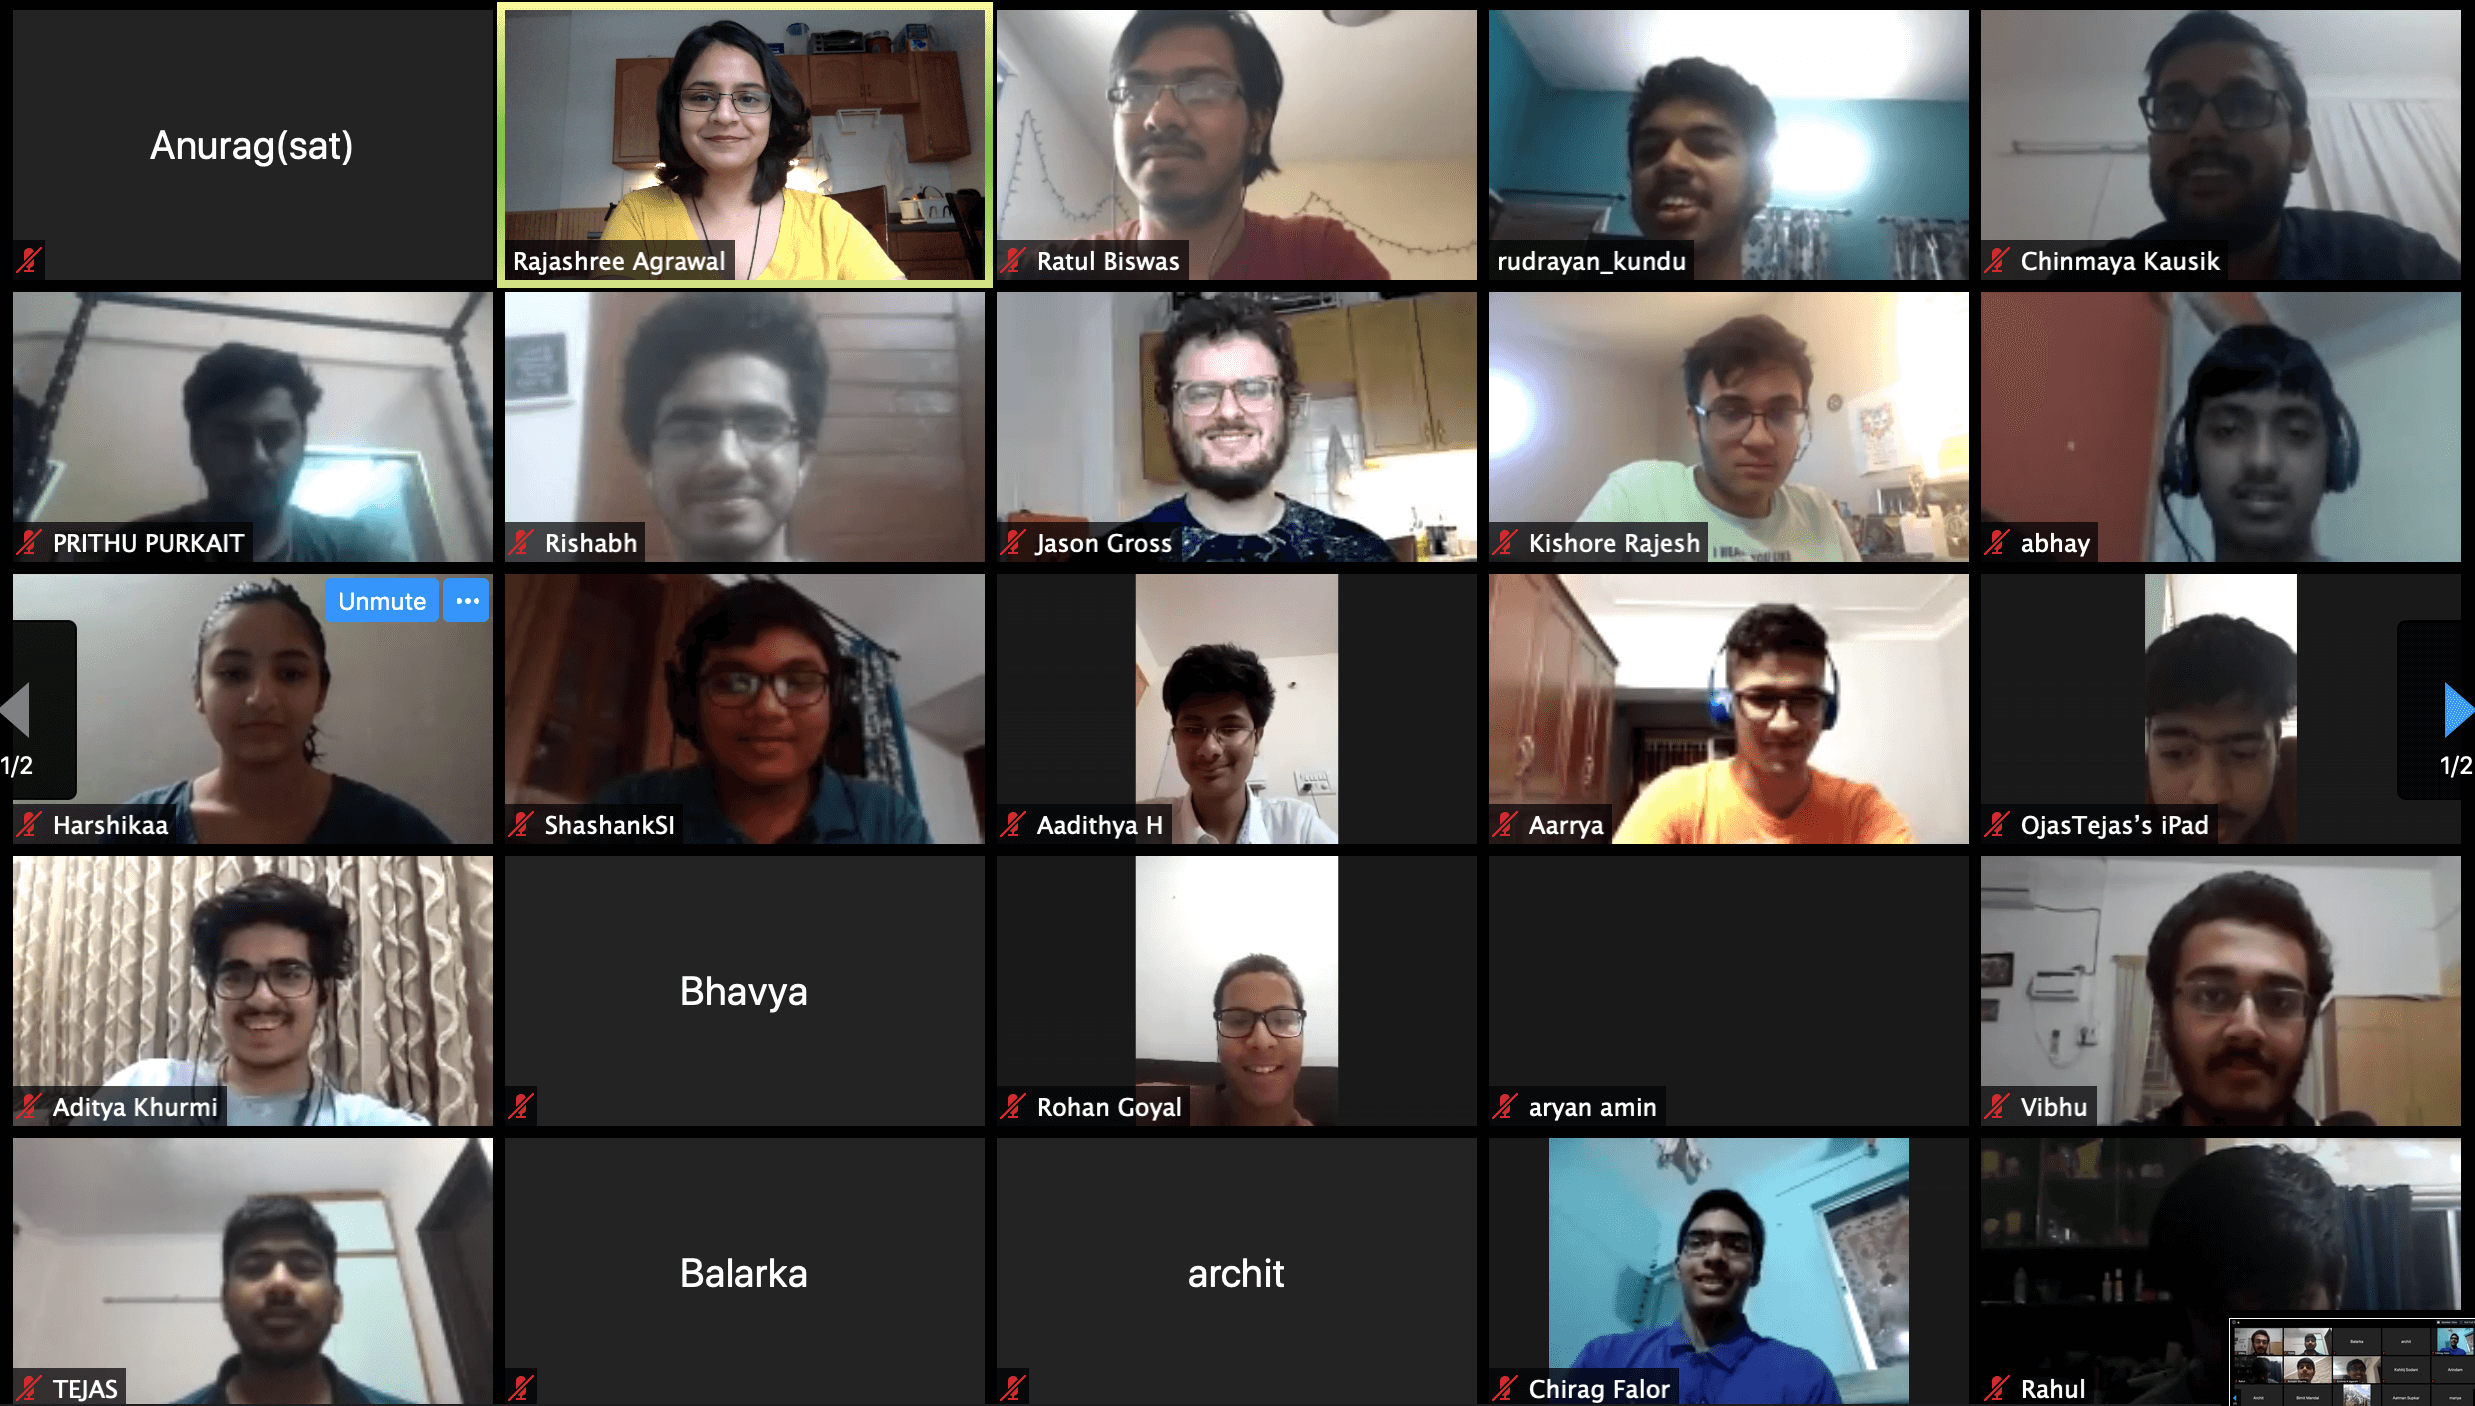 Anurag(sat)
Rajashree Agrawal
Ratul Biswas
rudrayan_kundu
Chinmaya Kausik
PRITHU PURKAIT
Rishabh
Jason Gross
Kishore Rajesh
abhay
Unmute
Harshikaa
ShashankSI
Aadithya H
Aarrya
OjasTejas's iPad
1/2
1/2
Aditya Khurmi
Bhavya
Rohan Goyal
aryan amin
Vibhu
TEJAS
Balarka
archit
Chirag Falor
Rahul